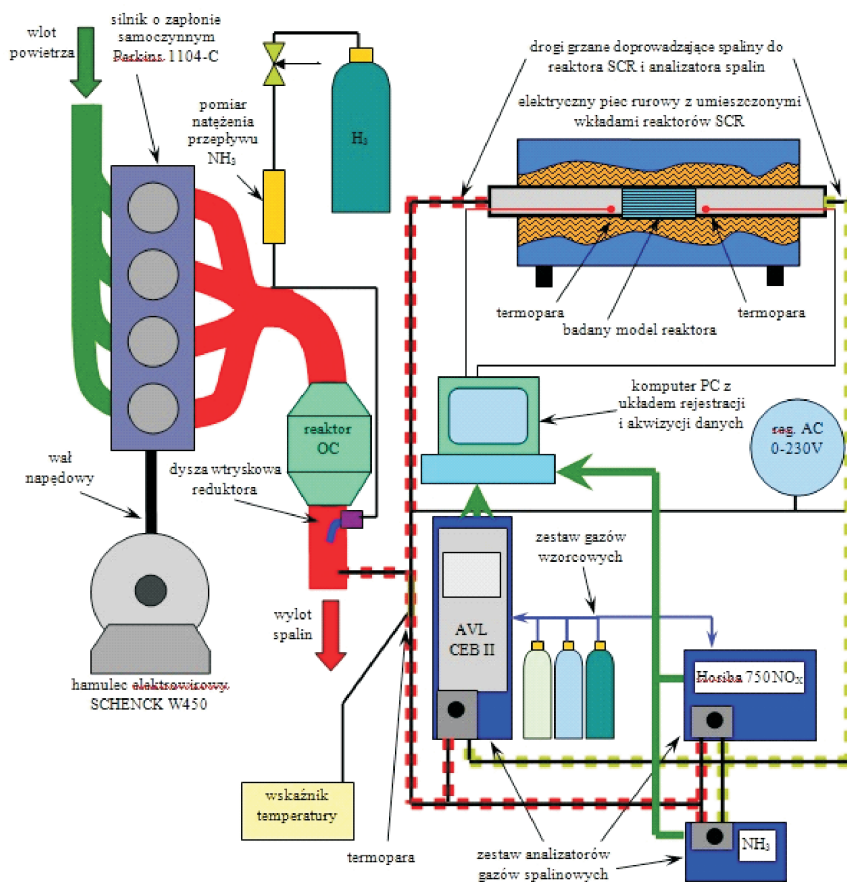 wlot
powietrza
silnik o zapłonie
samoczynnym
Perkins 1104-C
pomiar
natężenia
przepływu
NH₃
H₃
drogi grzane doprowadzające spaliny do
reaktora SCR i analizatora spalin
elektryczny piec rurowy z umieszczonymi
wkładami reaktorów SCR
termopara
badany model reaktora
termopara
komputer PC z
układem rejestracji
i akwizycji danych
reg. AC
0-230V
reaktor
OC
dysza wtryskowa
reduktora
wał
napędowy
wylot
spalin
hamulec elektrowirowy
SCHENCK W450
zestaw gazów
wzorcowych
AVL
CEB II
Horiba 750 NOₓ
NH₃
wskaźnik
temperatury
termopara
zestaw analizatorów
gazów spalinowych